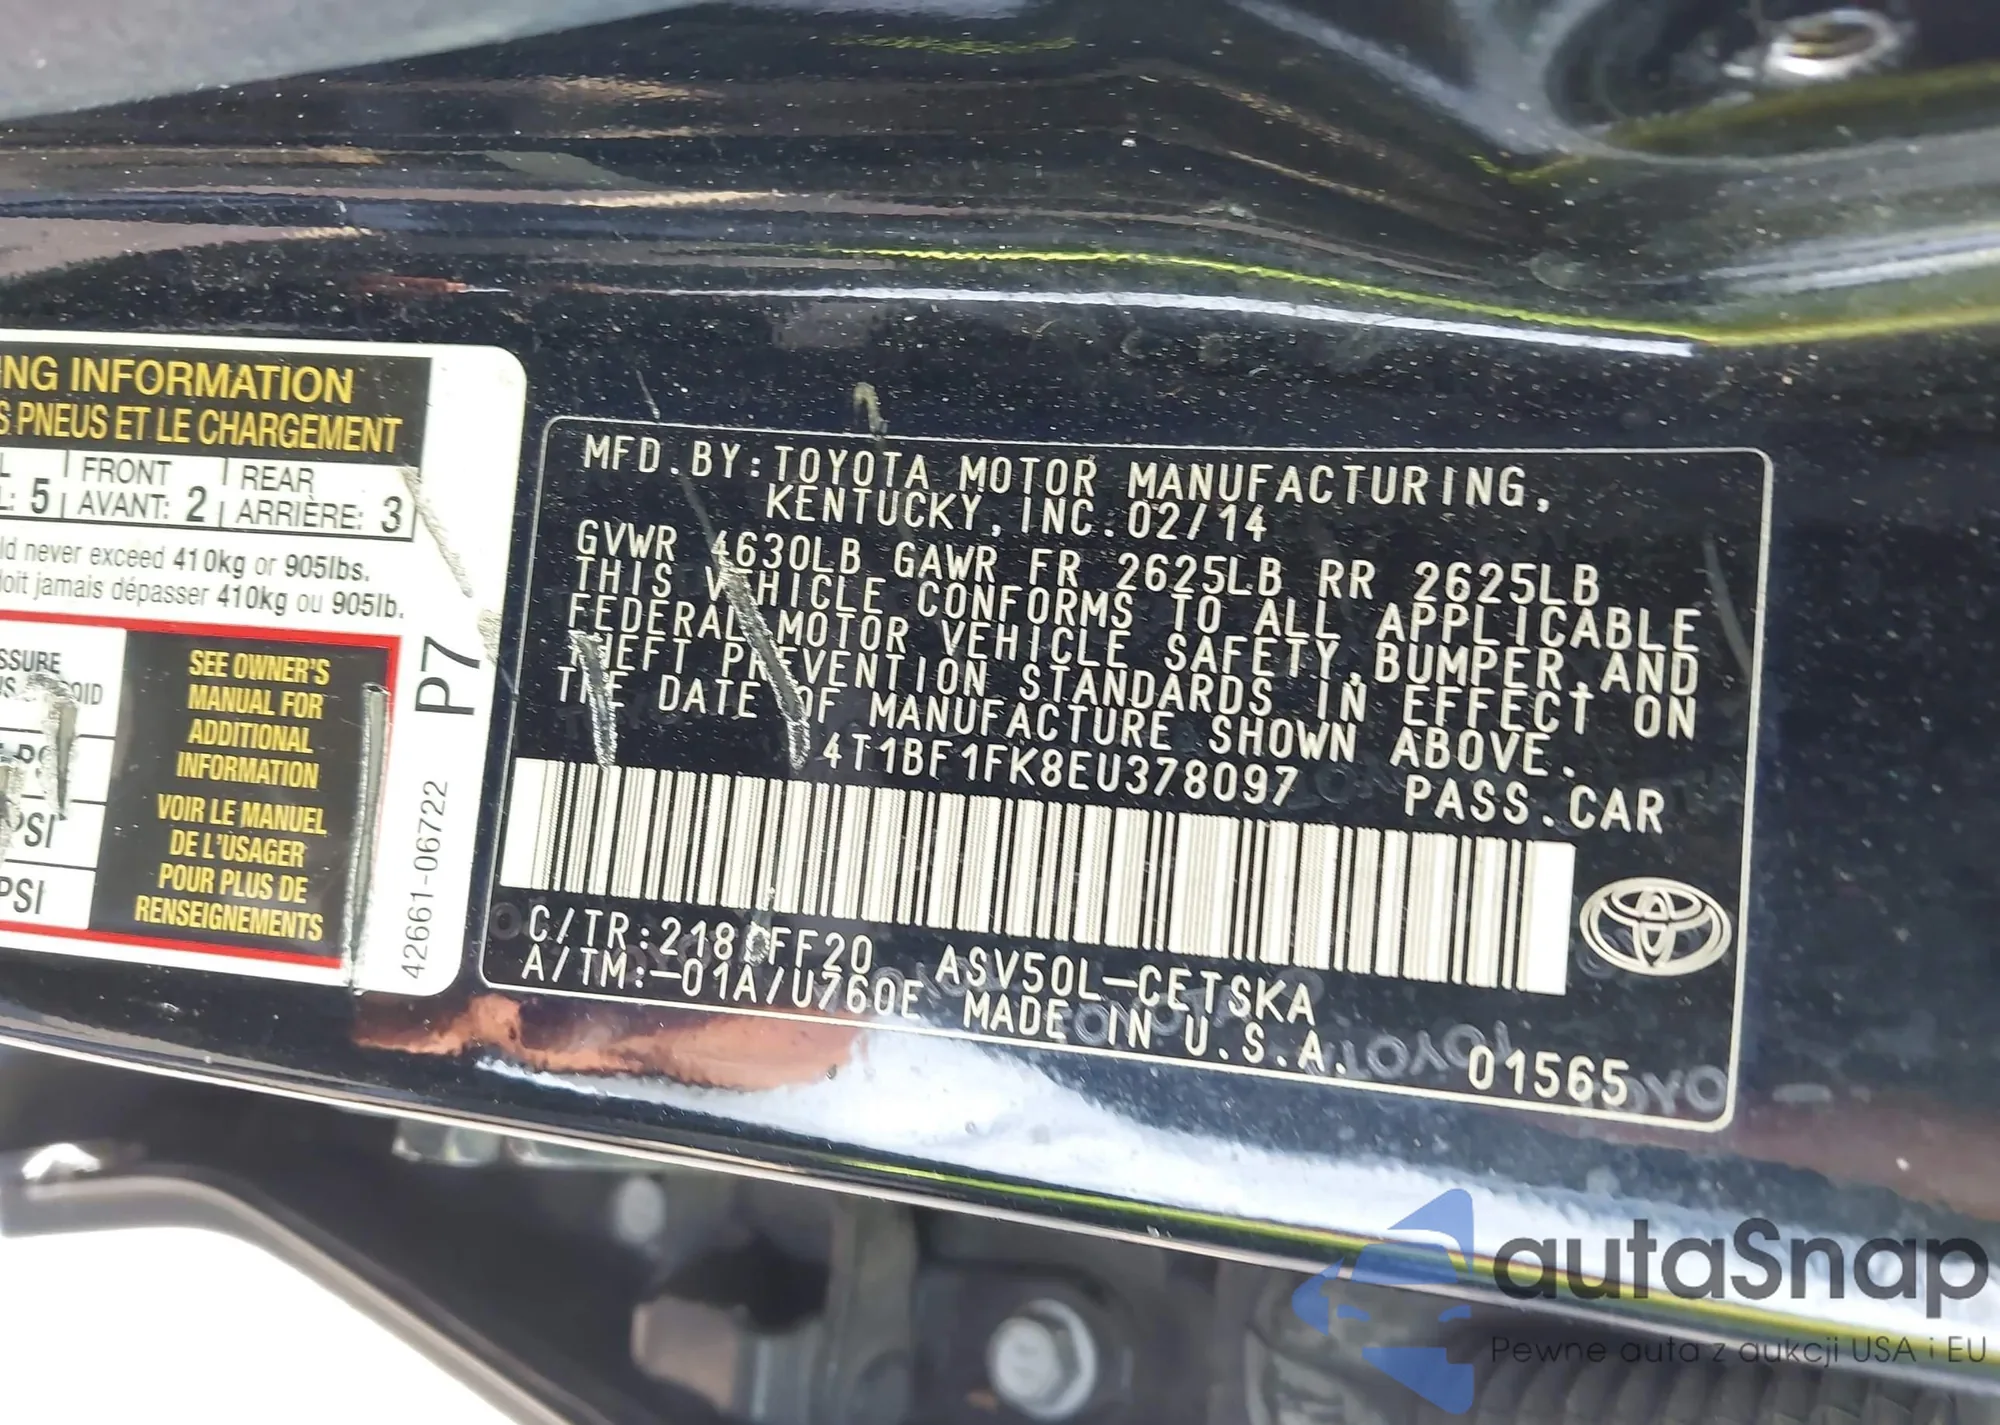 NG INFORMATION
S PNEUS ET LE CHARGEMENT
L | FRONT | REAR
L: 5 | AVANT: 2 | ARRIÈRE: 3
ld never exceed 410kg or 905lbs.
doit jamais dépasser 410kg ou 905lb.
SSURE
SEE OWNER'S
MANUAL FOR
ADDITIONAL
INFORMATION
VOIR LE MANUEL
DE L'USAGER
POUR PLUS DE
RENSEIGNEMENTS
PSI
PSI
P7
42661-06722
MFD.BY:TOYOTA MOTOR MANUFACTURING,
KENTUCKY,INC.02/14
GVWR 4630LB GAWR FR 2625LB RR 2625LB
THIS VEHICLE CONFORMS TO ALL APPLICABLE
FEDERAL MOTOR VEHICLE SAFETY,BUMPER,AND
THEFT PREVENTION STANDARDS IN EFFECT ON
THE DATE OF MANUFACTURE SHOWN ABOVE.
4T1BF1FK8EU378097 PASS.CAR
C/TR:218/FF20 ASV50L-CETSKA
A/TM:-01A/U760E MADE IN U.S.A. 01565
autaSnap
Pewne auta z aukcji USA i EU